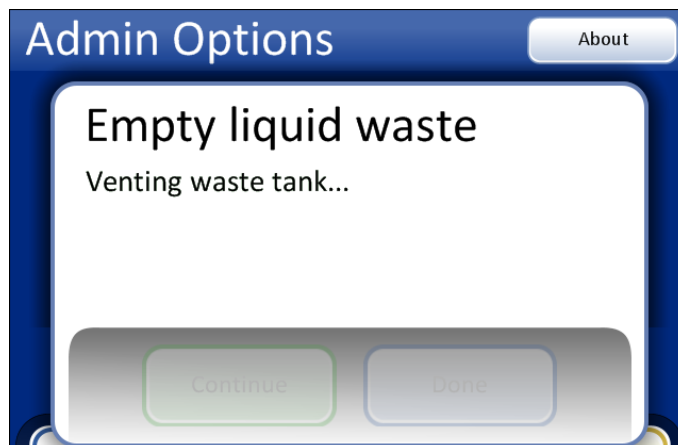 Admin Options
About
Empty liquid waste
Venting waste tank...
Continue
Done